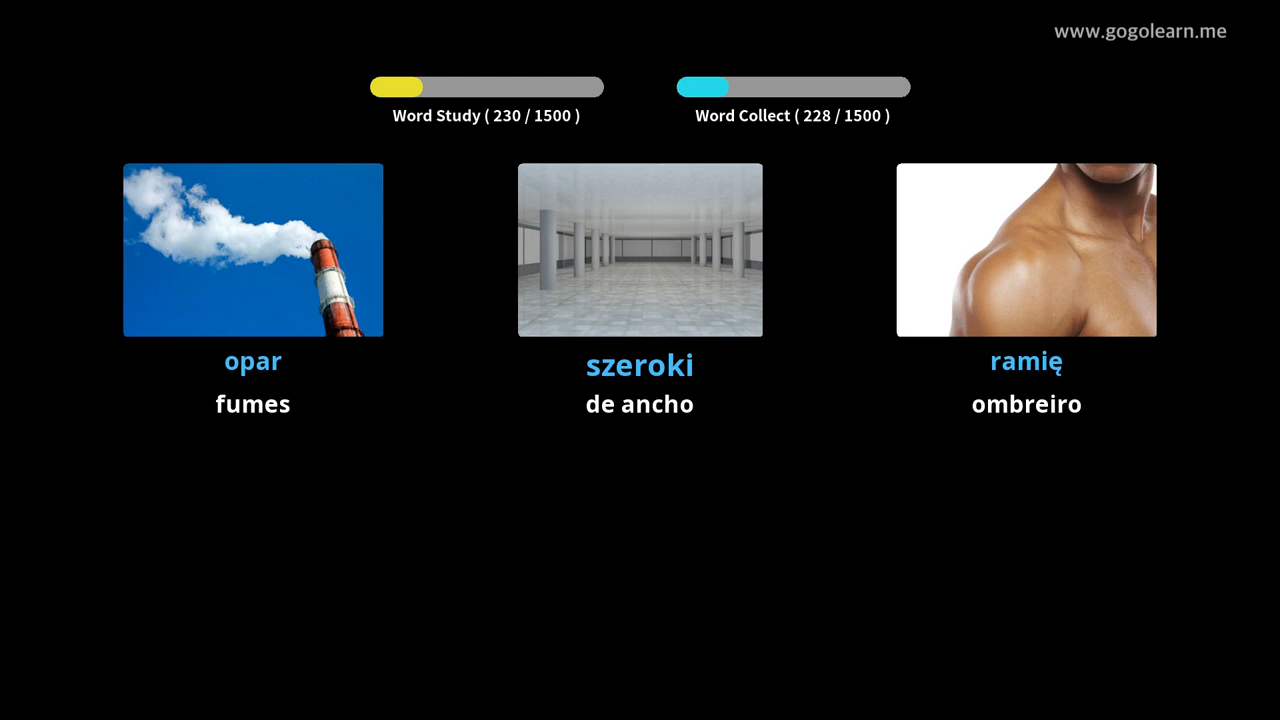 www.gogolearn.me
Word Study ( 230 / 1500 )
Word Collect ( 228 / 1500 )
opar
szeroki
ramię
fumes
de ancho
ombreiro